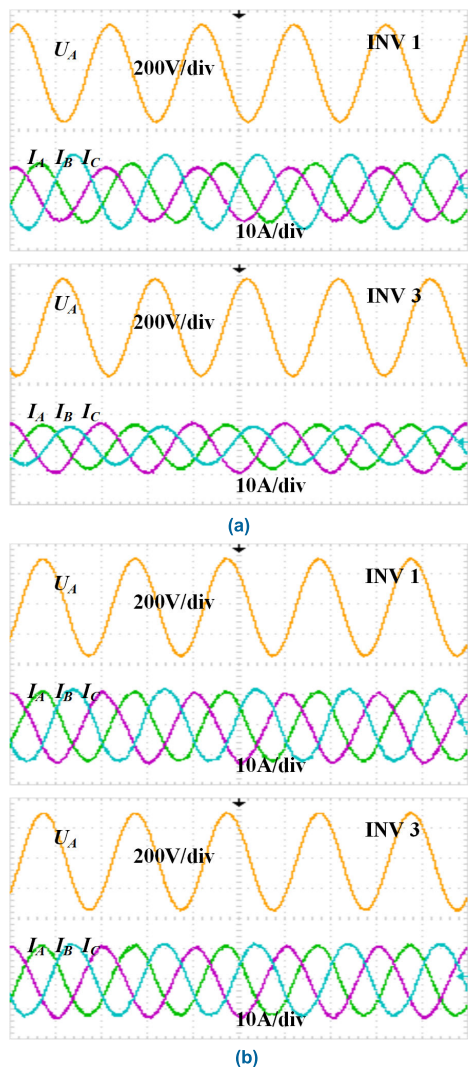 U_A
200V/div
INV 1
I_A I_B I_C
10A/div
U_A
200V/div
INV 3
I_A I_B I_C
10A/div
(a)
U_A
200V/div
INV 1
I_A I_B I_C
10A/div
U_A
200V/div
INV 3
I_A I_B I_C
10A/div
(b)